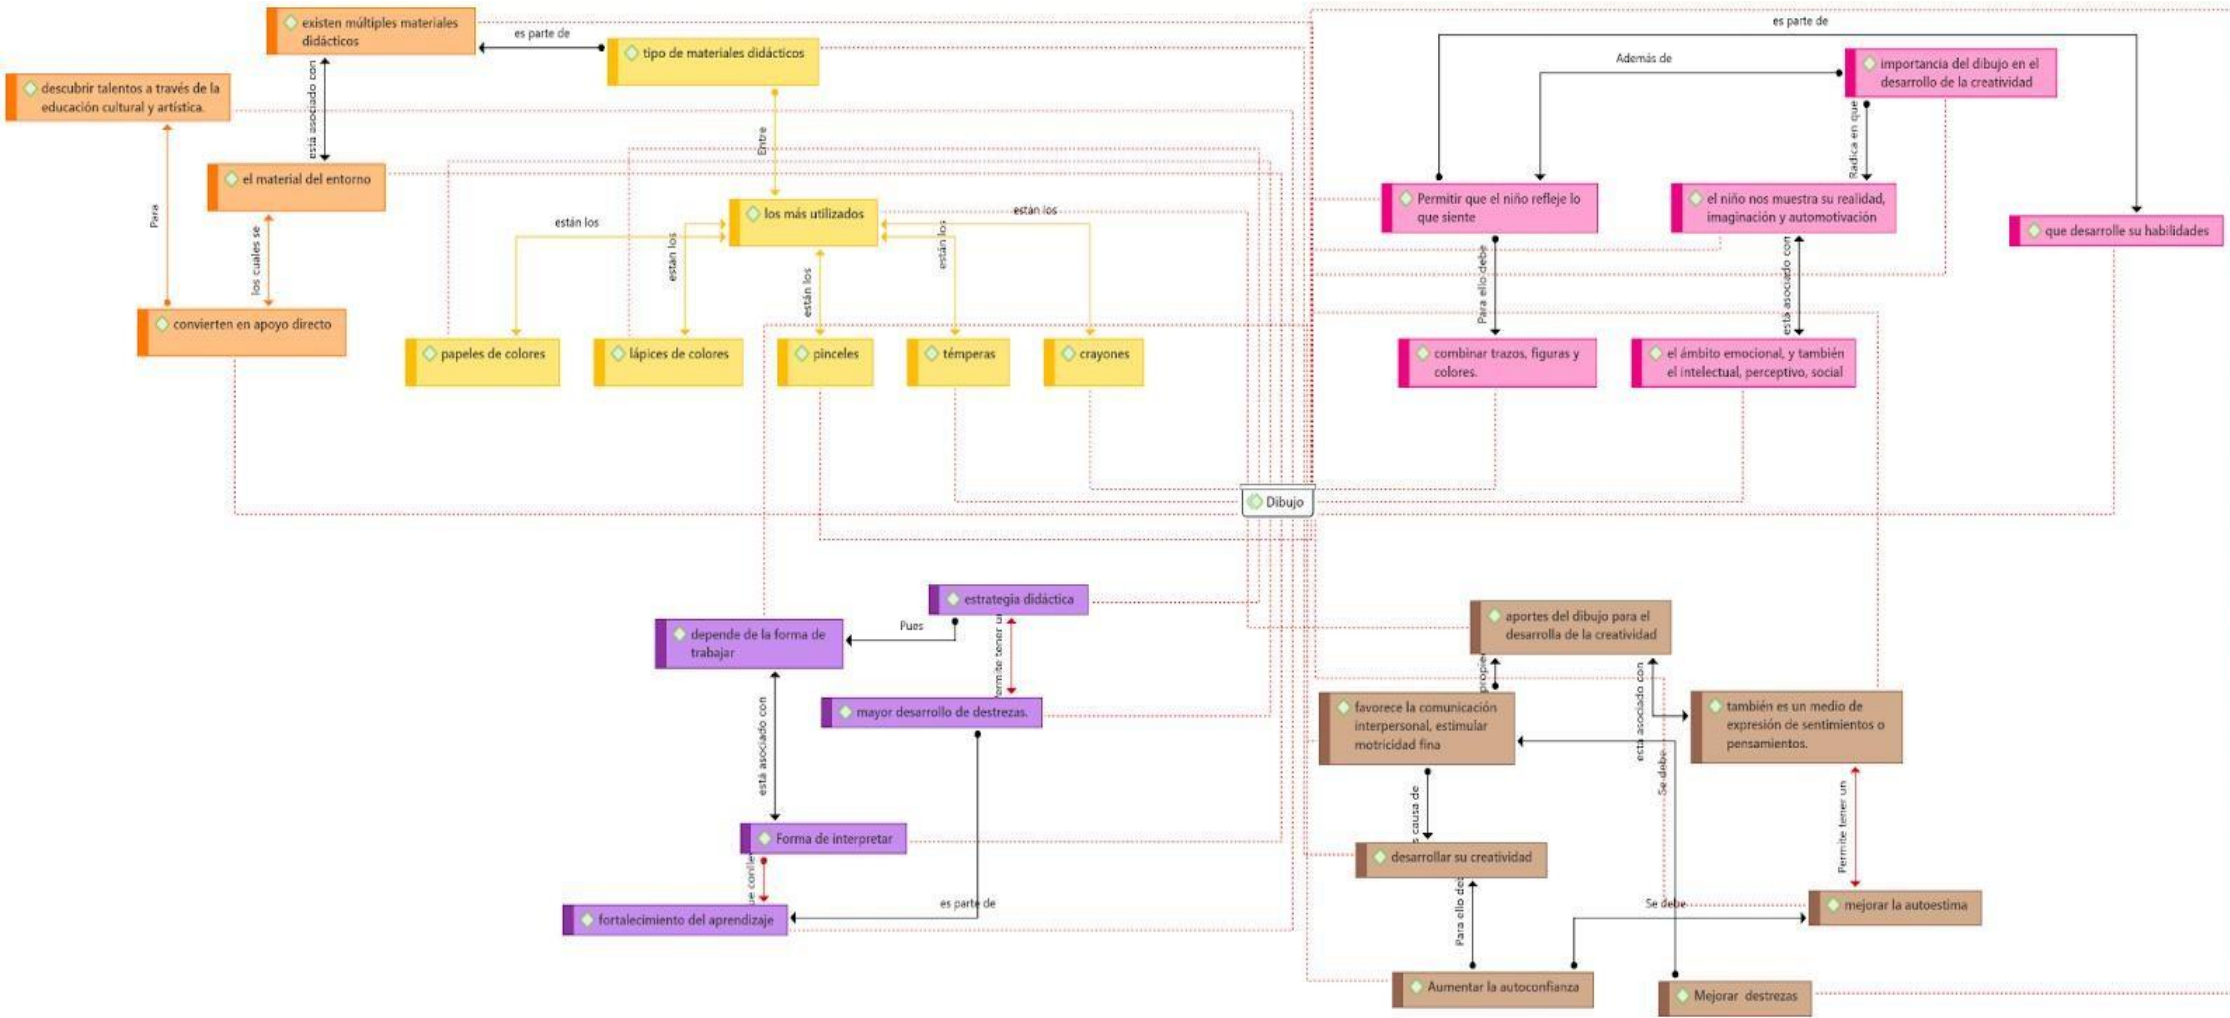 existen múltiples materiales
didácticos
es parte de
tipo de materiales didácticos
descubrir talentos a través de la
educación cultural y artística.
está asociado con
el material del entorno
Para
los cuales se
convierten en apoyo directo
Entre
los más utilizados
están los
están los
están los
están los
están los
papeles de colores
lápices de colores
pinceles
témperas
crayones
es parte de
Además de
importancia del dibujo en el
desarrollo de la creatividad
Radica en que
Permitir que el niño refleje lo
que siente
el niño nos muestra su realidad,
imaginación y automotivación
que desarrolle su habilidades
Para ello debe
está asociado con
combinar trazos, figuras y
colores.
el ámbito emocional, y también
el intelectual, perceptivo, social
Dibujo
estrategia didáctica
Pues
depende de la forma de
trabajar
ermite tener u
mayor desarrollo de destrezas.
está asociado con
Forma de interpretar
fortalecimiento del aprendizaje
es parte de
aportes del dibujo para el
desarrolla de la creatividad
propie
está asociado con
favorece la comunicación
interpersonal, estimular
motricidad fina
también es un medio de
expresión de sentimientos o
pensamientos.
Se debe
s causa de
Permite tener un
desarrollar su creatividad
Para ello de
Se debe
mejorar la autoestima
Aumentar la autoconfianza
Mejorar destrezas